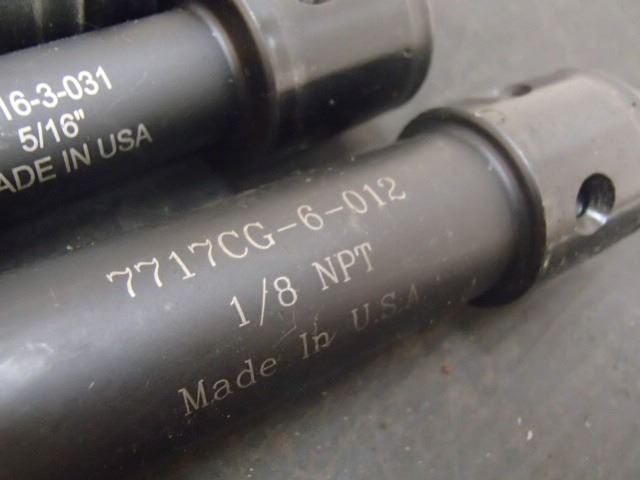 16-3-031
5/16"
ADE IN USA
7717CG-6-012
1/8 NPT
Made In U.S.A